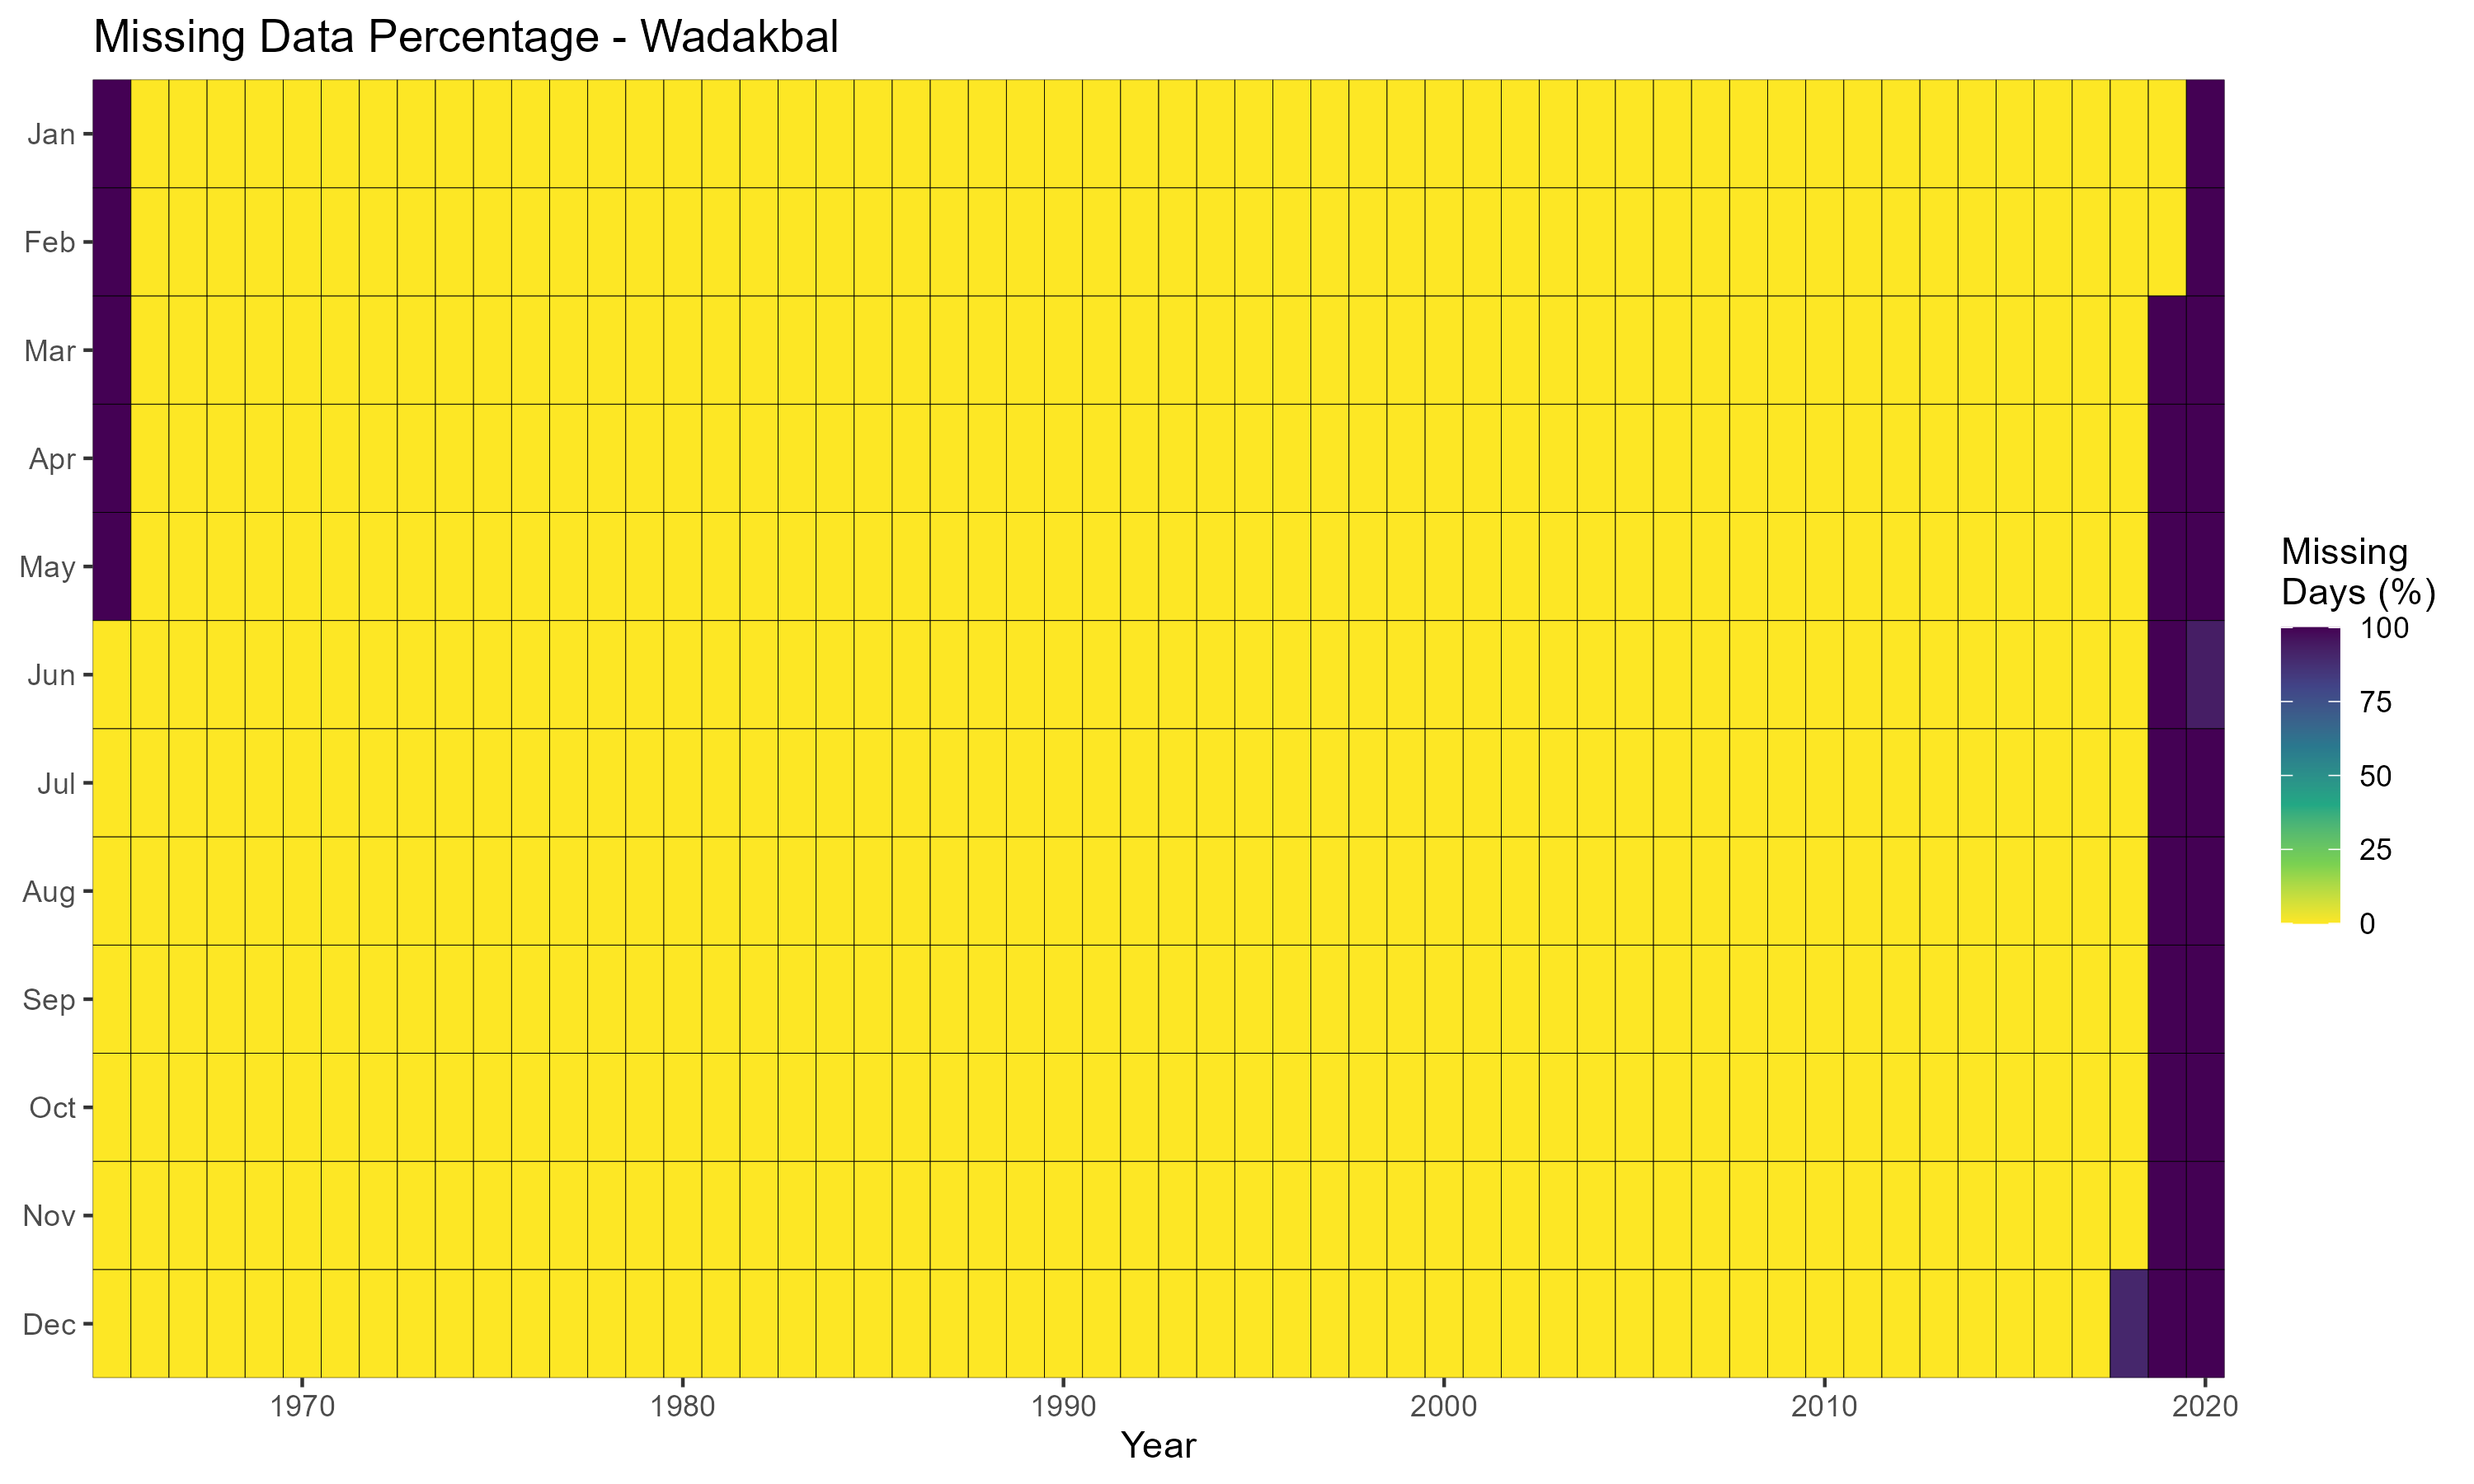 Missing Data Percentage - Wadakbal
Jan
Feb
Mar
Apr
May
Jun
Jul
Aug
Sep
Oct
Nov
Dec
1970
1980
1990
2000
2010
2020
Year
Missing
Days (%)
100
75
50
25
0